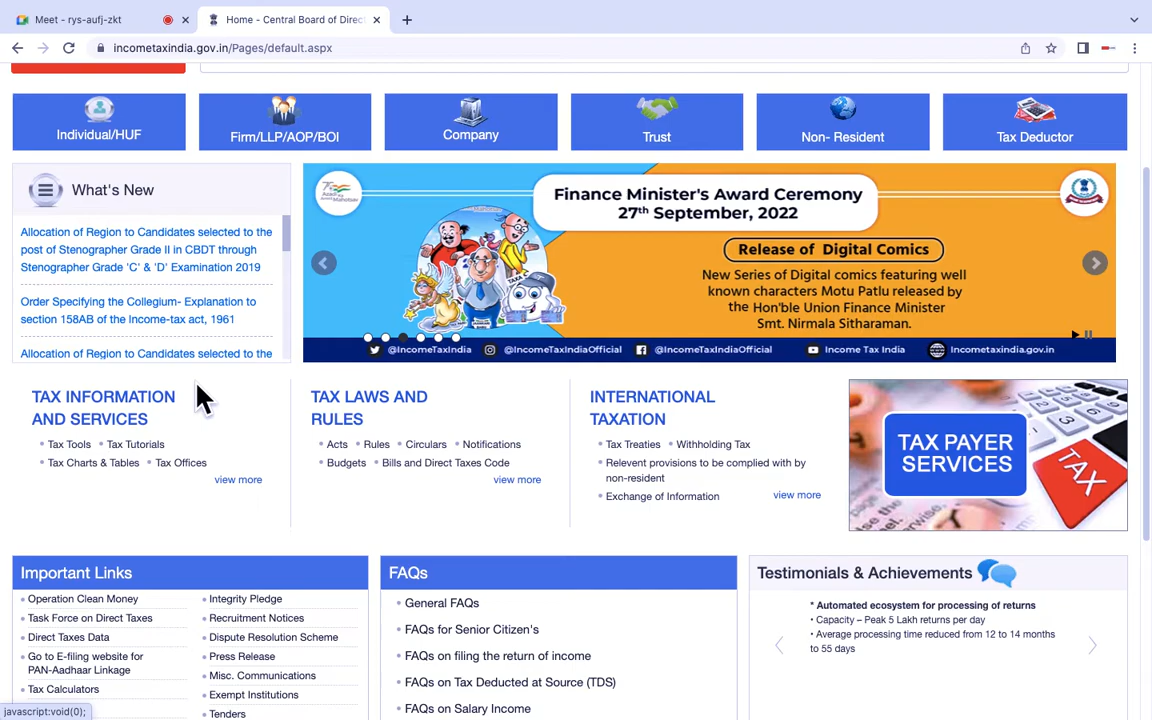 Meet - rys-aufj-zkt
Home - Central Board of Direc
incometaxindia.gov.in/Pages/default.aspx
Individual/HUF
Firm/LLP/AOP/BOI
Company
Trust
Non- Resident
Tax Deductor
What's New
Allocation of Region to Candidates selected to the
post of Stenographer Grade II in CBDT through
Stenographer Grade 'C' & 'D' Examination 2019
Order Specifying the Collegium- Explanation to
section 158AB of the Income-tax act, 1961
Allocation of Region to Candidates selected to the
Finance Minister's Award Ceremony
27th September, 2022
Release of Digital Comics
New Series of Digital comics featuring well
known characters Motu Patlu released by
the Hon'ble Union Finance Minister
Smt. Nirmala Sitharaman.
@IncomeTaxIndia @IncomeTaxIndiaOfficial @IncomeTaxIndiaOfficial Income Tax India Incometaxindia.gov.in
TAX INFORMATION
AND SERVICES
• Tax Tools • Tax Tutorials
• Tax Charts & Tables • Tax Offices
view more
TAX LAWS AND
RULES
• Acts • Rules • Circulars • Notifications
• Budgets • Bills and Direct Taxes Code
view more
INTERNATIONAL
TAXATION
• Tax Treaties • Withholding Tax
• Relevent provisions to be complied with by
non-resident
• Exchange of Information
view more
TAX PAYER
SERVICES
TAX
Important Links
• Operation Clean Money
• Task Force on Direct Taxes
• Direct Taxes Data
• Go to E-filing website for
PAN-Aadhaar Linkage
• Tax Calculators
• Integrity Pledge
• Recruitment Notices
• Dispute Resolution Scheme
• Press Release
• Misc. Communications
• Exempt Institutions
• Tenders
FAQs
• General FAQs
• FAQs for Senior Citizen's
• FAQs on filing the return of income
• FAQs on Tax Deducted at Source (TDS)
• FAQs on Salary Income
Testimonials & Achievements
* Automated ecosystem for processing of returns
• Capacity – Peak 5 Lakh returns per day
• Average processing time reduced from 12 to 14 months
to 55 days
javascript:void(0);